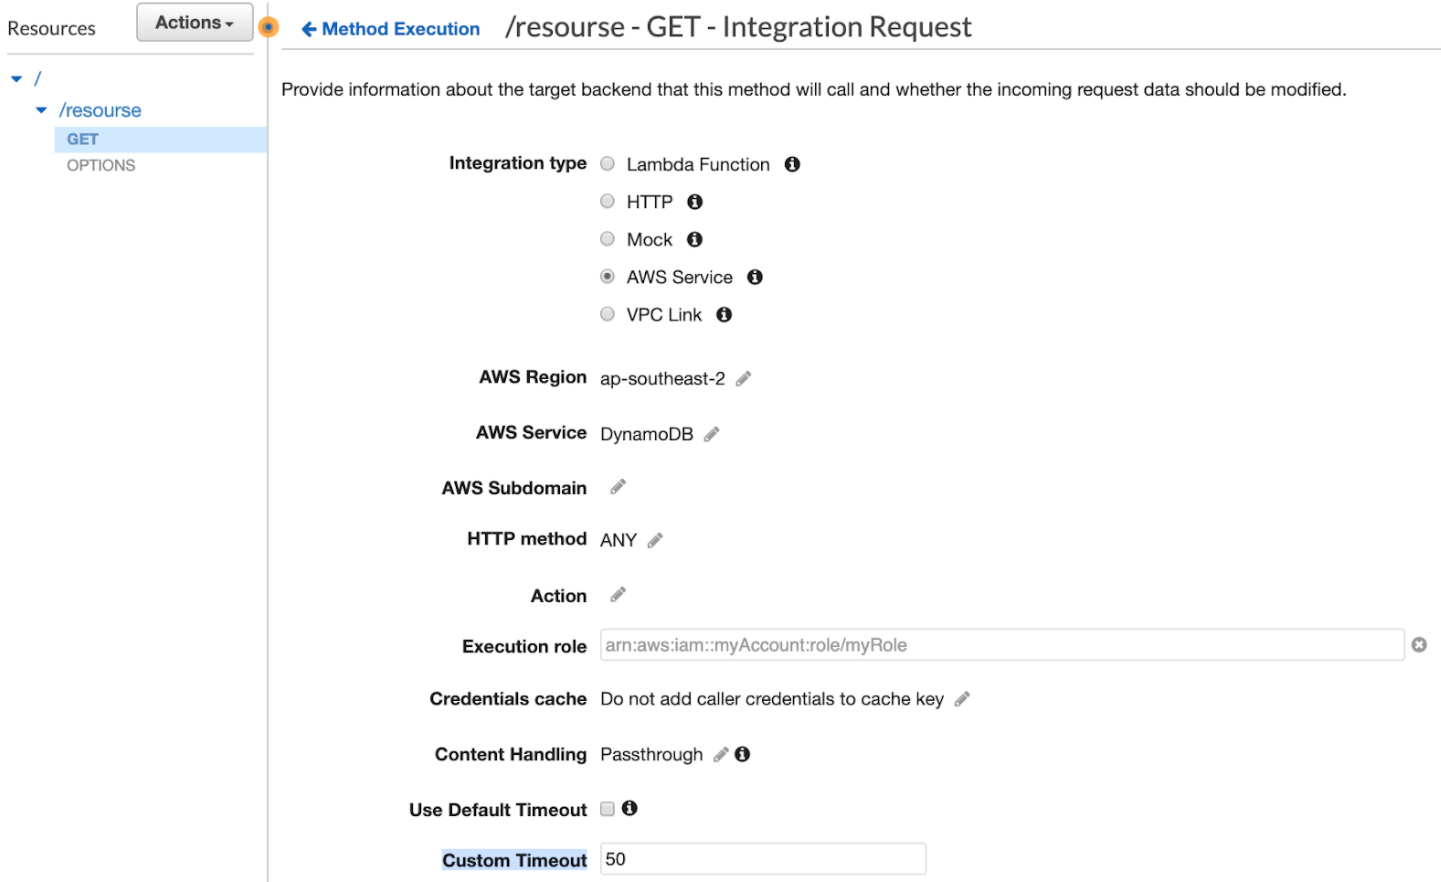 Resources
Actions
Method Execution
/resourse - GET - Integration Request
/
/resourse
GET
OPTIONS
Provide information about the target backend that this method will call and whether the incoming request data should be modified.
Integration type Lambda Function
HTTP
Mock
AWS Service
VPC Link
AWS Region ap-southeast-2
AWS Service DynamoDB
AWS Subdomain
HTTP method ANY
Action
Execution role arn:aws:iam::myAccount:role/myRole
Credentials cache Do not add caller credentials to cache key
Content Handling Passthrough
Use Default Timeout
Custom Timeout 50